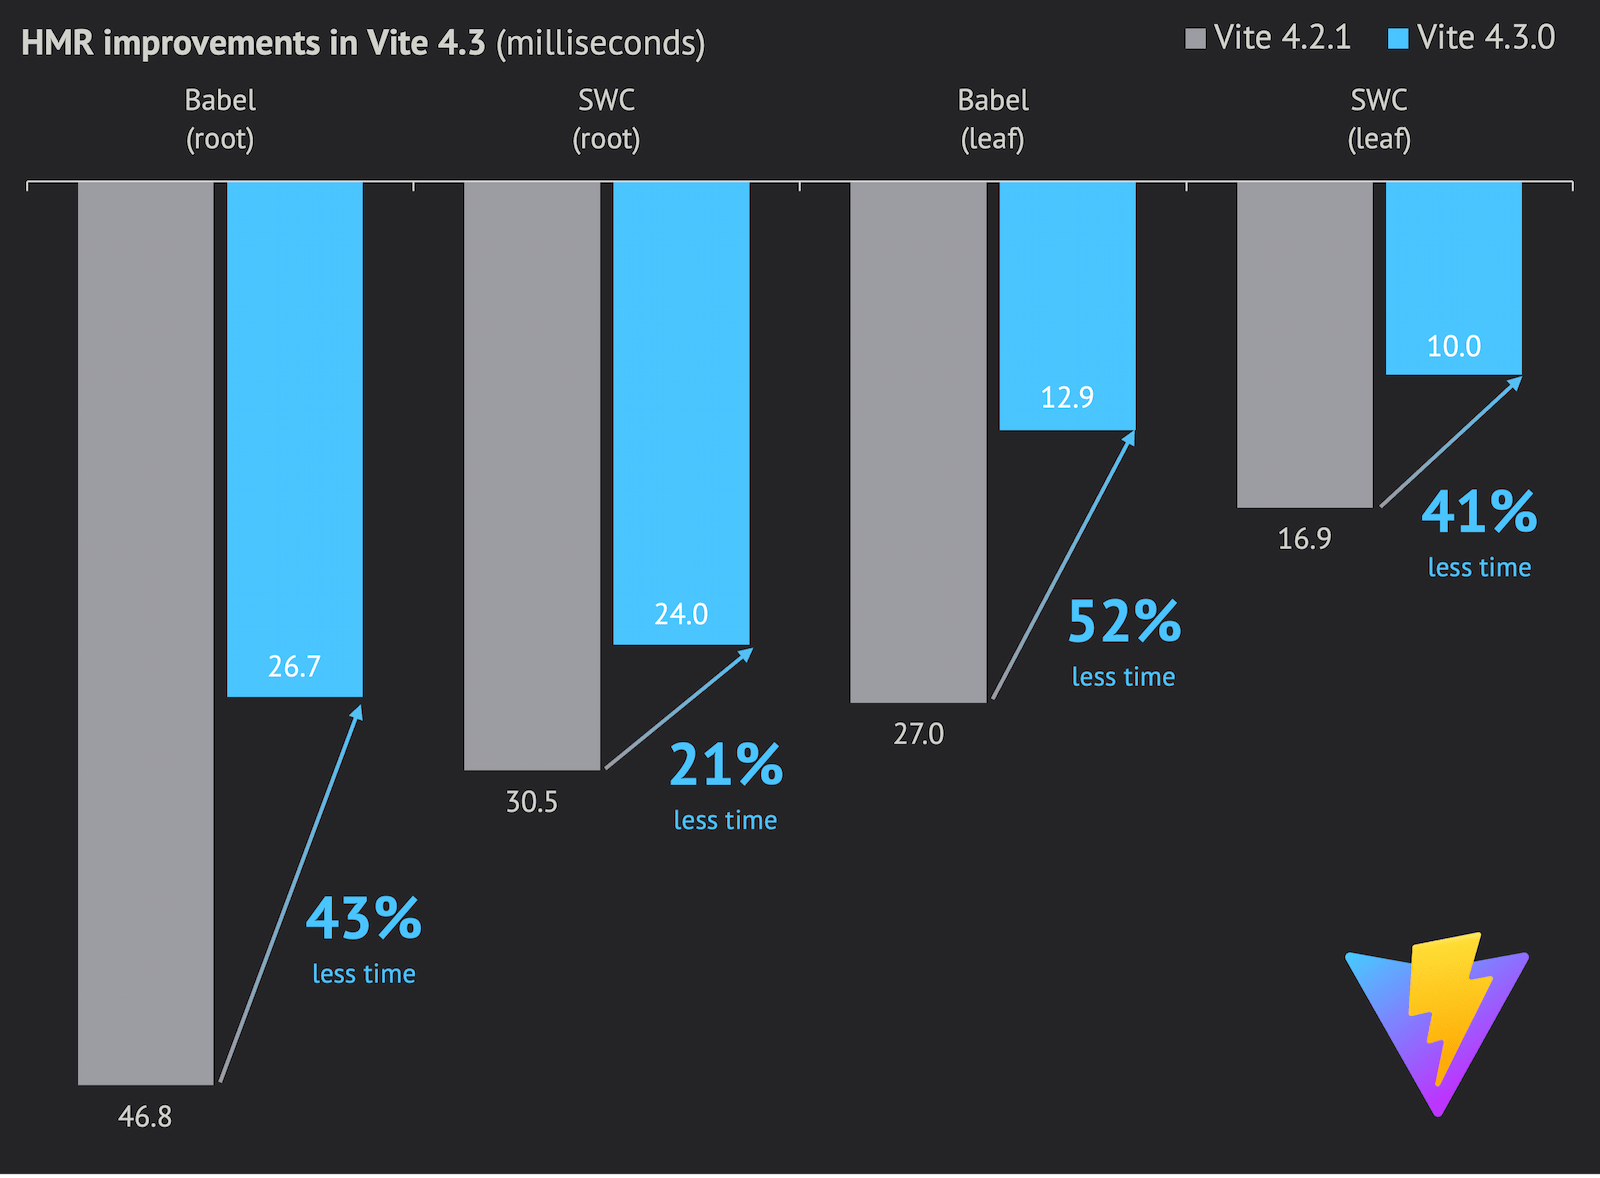 HMR improvements in Vite 4.3 (milliseconds)
Vite 4.2.1
Vite 4.3.0
Babel
(root)
SWC
(root)
Babel
(leaf)
SWC
(leaf)
46.8
26.7
43%
less time
30.5
24.0
21%
less time
27.0
12.9
52%
less time
16.9
10.0
41%
less time